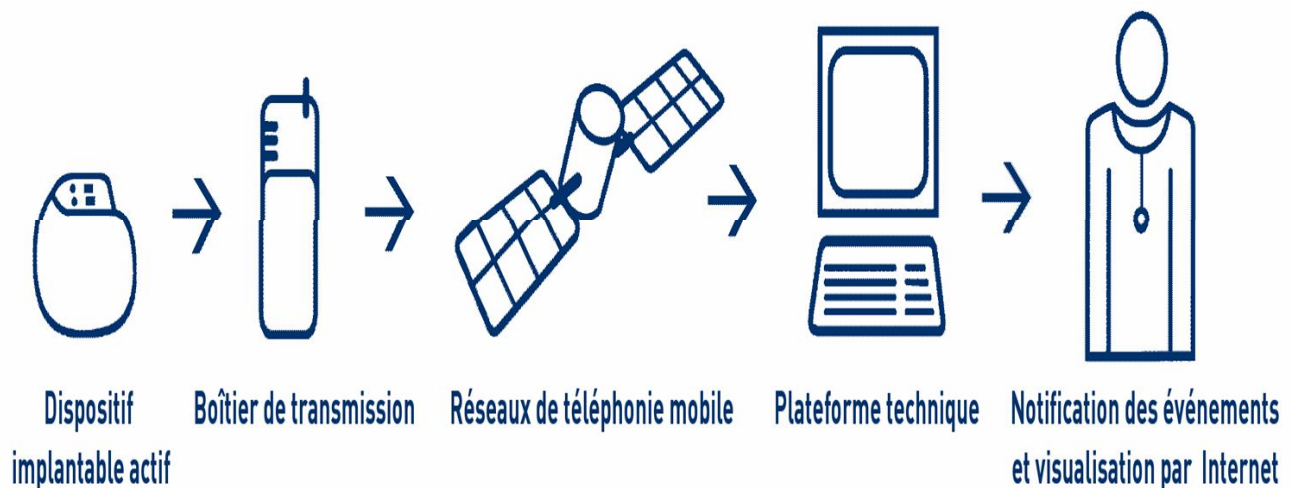 Dispositif
implantable actif
Boîtier de transmission
Réseaux de téléphonie mobile
Plateforme technique
Notification des événements
et visualisation par Internet